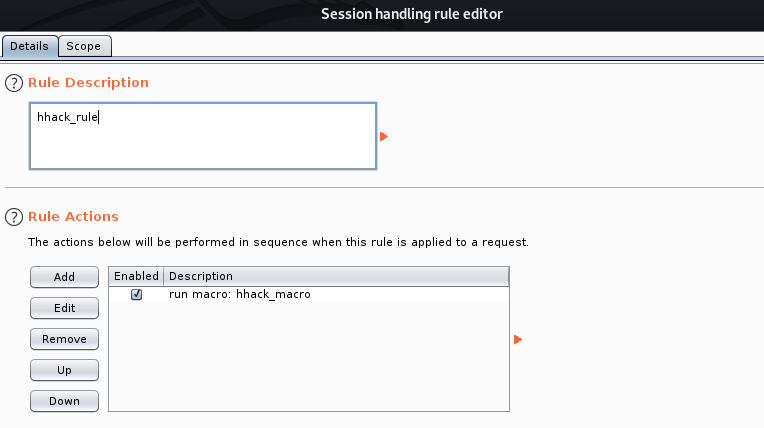 Session handling rule editor
Details Scope
? Rule Description
hhack_rule
? Rule Actions
The actions below will be performed in sequence when this rule is applied to a request.
Add
Edit
Remove
Up
Down
Enabled Description
run macro: hhack_macro